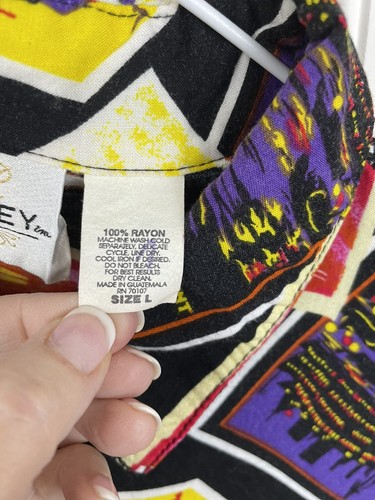 EY
100% RAYON
MACHINE WASH COLD
SEPARATELY, DELICATE
CYCLE, LINE DRY.
COOL IRON IF DESIRED.
DO NOT BLEACH.
FOR BEST RESULTS
DRY CLEAN.
MADE IN GUATEMALA
RN 70107
SIZE L